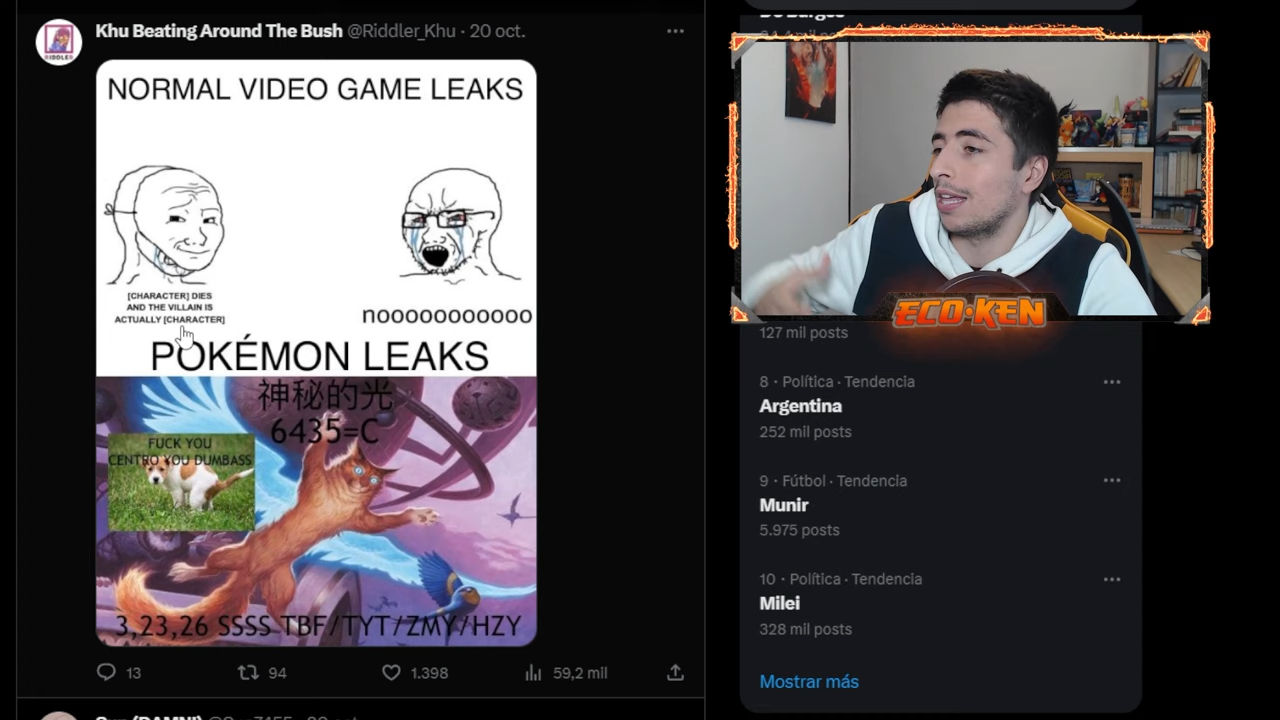 Khu Beating Around The Bush @Riddler_Khu · 20 oct.
RIDDLER
NORMAL VIDEO GAME LEAKS
[CHARACTER] DIES
AND THE VILLAIN IS
ACTUALLY [CHARACTER]
noooooooooooo
POKÉMON LEAKS
神秘的光
6435=C
FUCK YOU
CENTRO YOU DUMBASS
3,23,26 SSSS TBF/TYT/ZMY/HZY
13
94
1.398
59,2 mil
ECO·KEN
127 mil posts
8 · Política · Tendencia
Argentina
252 mil posts
9 · Fútbol · Tendencia
Munir
5.975 posts
10 · Política · Tendencia
Milei
328 mil posts
Mostrar más